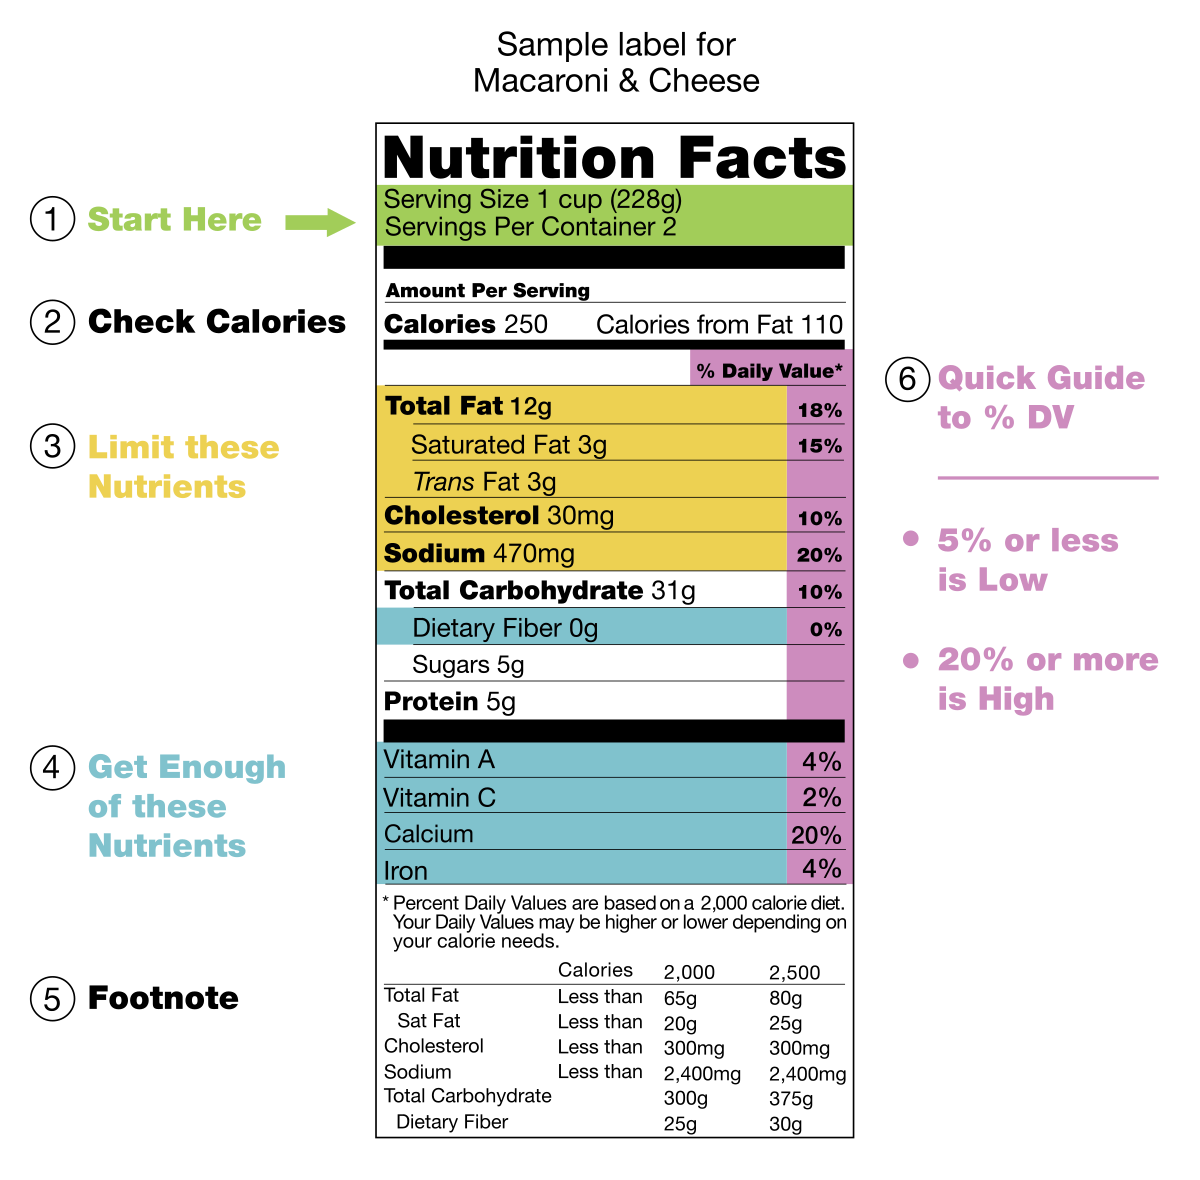 Sample label for
Macaroni & Cheese
Nutrition Facts
① Start Here
Serving Size 1 cup (228g)
Servings Per Container 2
Amount Per Serving
② Check Calories
Calories 250 Calories from Fat 110
% Daily Value*
③ Limit these
Nutrients
Total Fat 12g 18%
Saturated Fat 3g 15%
Trans Fat 3g
Cholesterol 30mg 10%
Sodium 470mg 20%
Total Carbohydrate 31g 10%
Dietary Fiber 0g 0%
Sugars 5g
Protein 5g
④ Get Enough
of these
Nutrients
Vitamin A 4%
Vitamin C 2%
Calcium 20%
Iron 4%
* Percent Daily Values are based on a 2,000 calorie diet.
Your Daily Values may be higher or lower depending on
your calorie needs.
⑤ Footnote
Calories 2,000 2,500
Total Fat Less than 65g 80g
Sat Fat Less than 20g 25g
Cholesterol Less than 300mg 300mg
Sodium Less than 2,400mg 2,400mg
Total Carbohydrate 300g 375g
Dietary Fiber 25g 30g
⑥ Quick Guide
to % DV
• 5% or less
is Low
• 20% or more
is High